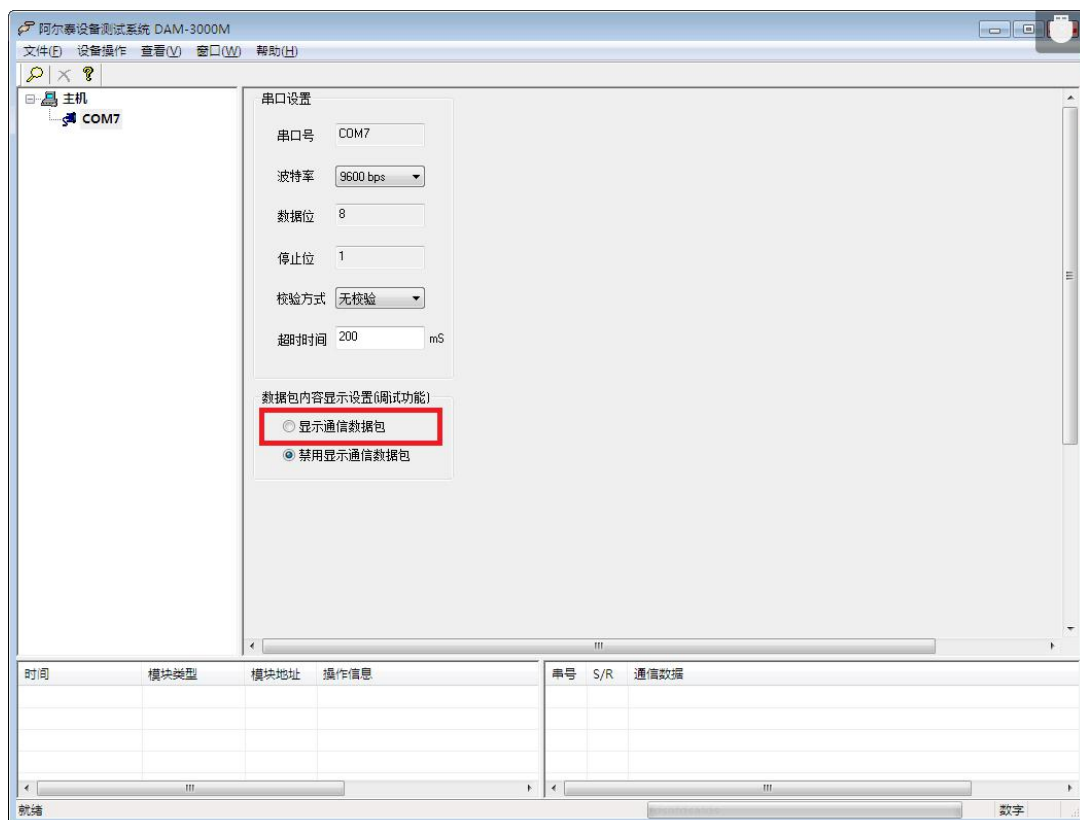 阿尔泰设备测试系统 DAM-3000M
文件(F) 设备操作 查看(V) 窗口(W) 帮助(H)
主机
COM7
串口设置
串口号 COM7
波特率 9600 bps
数据位 8
停止位 1
校验方式 无校验
超时时间 200 mS
数据包内容显示设置(调试功能)
显示通信数据包
禁用显示通信数据包
时间 模块类型 模块地址 操作信息
串号 S/R 通信数据
就绪
数字